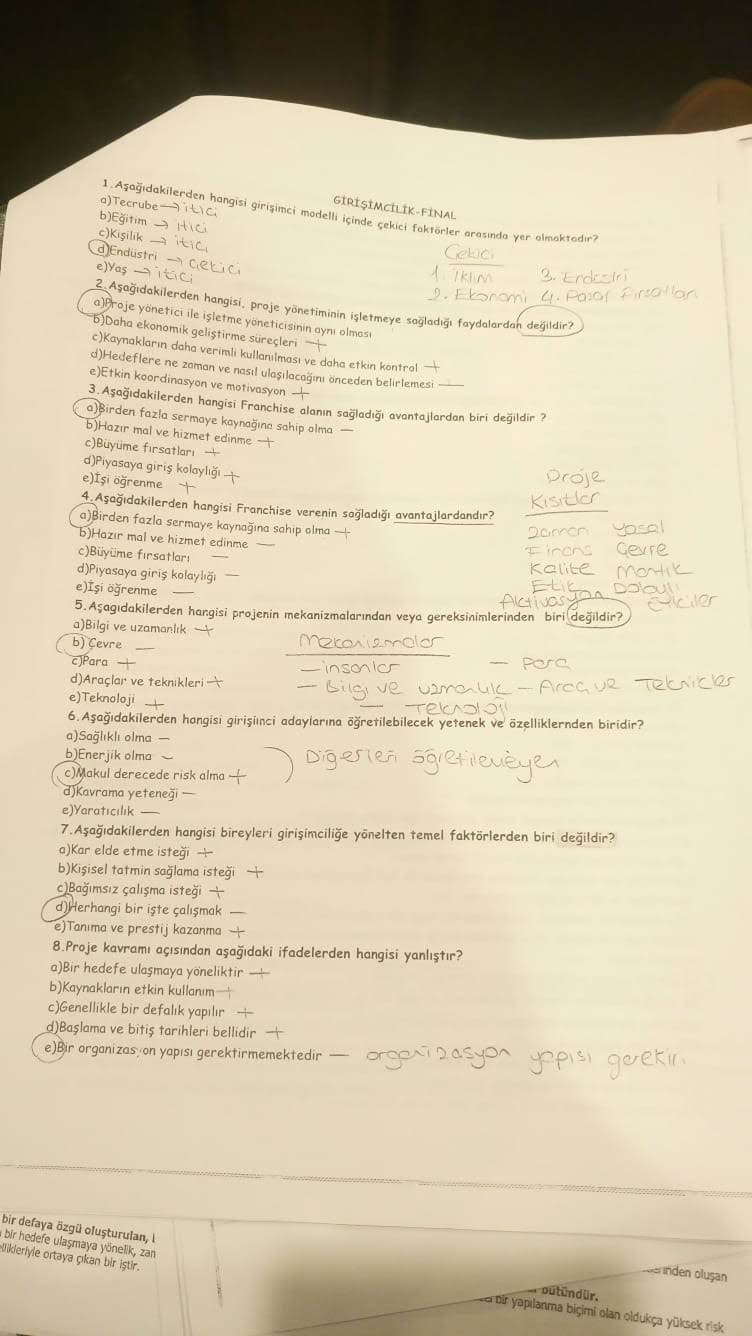 GİRİŞİMCİLİK-FİNAL
1.Aşağıdakilerden hangisi girişimci modelli içinde çekici faktörler arasında yer almaktadır?
a)Tecrube → itici
b)Eğitim → itici
c)Kişilik → itici
d)Endüstri → çekici
e)Yaş → itici
Çekici
1. İklim 3. Endestri
2. Ekonomi 4. Pazar Fırsatları
2.Aşağıdakilerden hangisi, proje yönetiminin işletmeye sağladığı faydalardan değildir?
a)Proje yönetici ile işletme yöneticisinin aynı olması
b)Daha ekonomik geliştirme süreçleri +
c)Kaynakların daha verimli kullanılması ve daha etkin kontrol +
d)Hedeflere ne zaman ve nasıl ulaşılacağını önceden belirlemesi —
e)Etkin koordinasyon ve motivasyon +
3.Aşağıdakilerden hangisi Franchise alanın sağladığı avantajlardan biri değildir ?
a)Birden fazla sermaye kaynağına sahip olma —
b)Hazır mal ve hizmet edinme +
c)Büyüme fırsatları +
d)Piyasaya giriş kolaylığı +
e)İşi öğrenme +
4.Aşağıdakilerden hangisi Franchise verenin sağladığı avantajlardandır?
a)Birden fazla sermaye kaynağına sahip olma +
b)Hazır mal ve hizmet edinme —
c)Büyüme fırsatları —
d)Piyasaya giriş kolaylığı —
e)İşi öğrenme —
Proje
Kısıtlar
Zaman Yasal
Finans Çevre
Kalite Mantık
Etik Dolaylı
Aktivasyon Etkiler
5.Aşagıdakilerden hangisi projenin mekanizmalarından veya gereksinimlerinden biri değildir?
a)Bilgi ve uzamanlık +
b) Çevre —
c)Para +
d)Araçlar ve teknikleri +
e)Teknoloji +
Mekanizmalar
— insanlar — Para
— Bilgi ve uzmanlık — Araç ve Teknikler
— Teknoloji
6.Aşağıdakilerden hangisi girişiinci adaylarına öğretilebilecek yetenek ve özelliklernden biridir?
a)Sağlıklı olma —
b)Enerjik olma —
c)Makul derecede risk alma +
d)Kavrama yeteneği —
e)Yaratıcılık —
Diğerleri öğretilemeyen
7.Aşağıdakilerden hangisi bireyleri girişimciliğe yönelten temel faktörlerden biri değildir?
a)Kar elde etme isteği +
b)Kişisel tatmin sağlama isteği +
c)Bağımsız çalışma isteği +
d)Herhangi bir işte çalışmak —
e)Tanıma ve prestij kazanma +
8.Proje kavramı açısından aşağıdaki ifadelerden hangisi yanlıştır?
a)Bir hedefe ulaşmaya yöneliktir +
b)Kaynakların etkin kullanım +
c)Genellikle bir defalık yapılır +
d)Başlama ve bitiş tarihleri bellidir +
e)Bir organizasyon yapısı gerektirmemektedir — organizasyon yapısı gerekir.
bir defaya özgü oluşturulan,
bir hedefe ulaşmaya yönelik, zan
ellikleriyle ortaya çıkan bir iştir.
inden oluşan
bütündür.
bir yapılanma biçimi olan oldukça yüksek risk